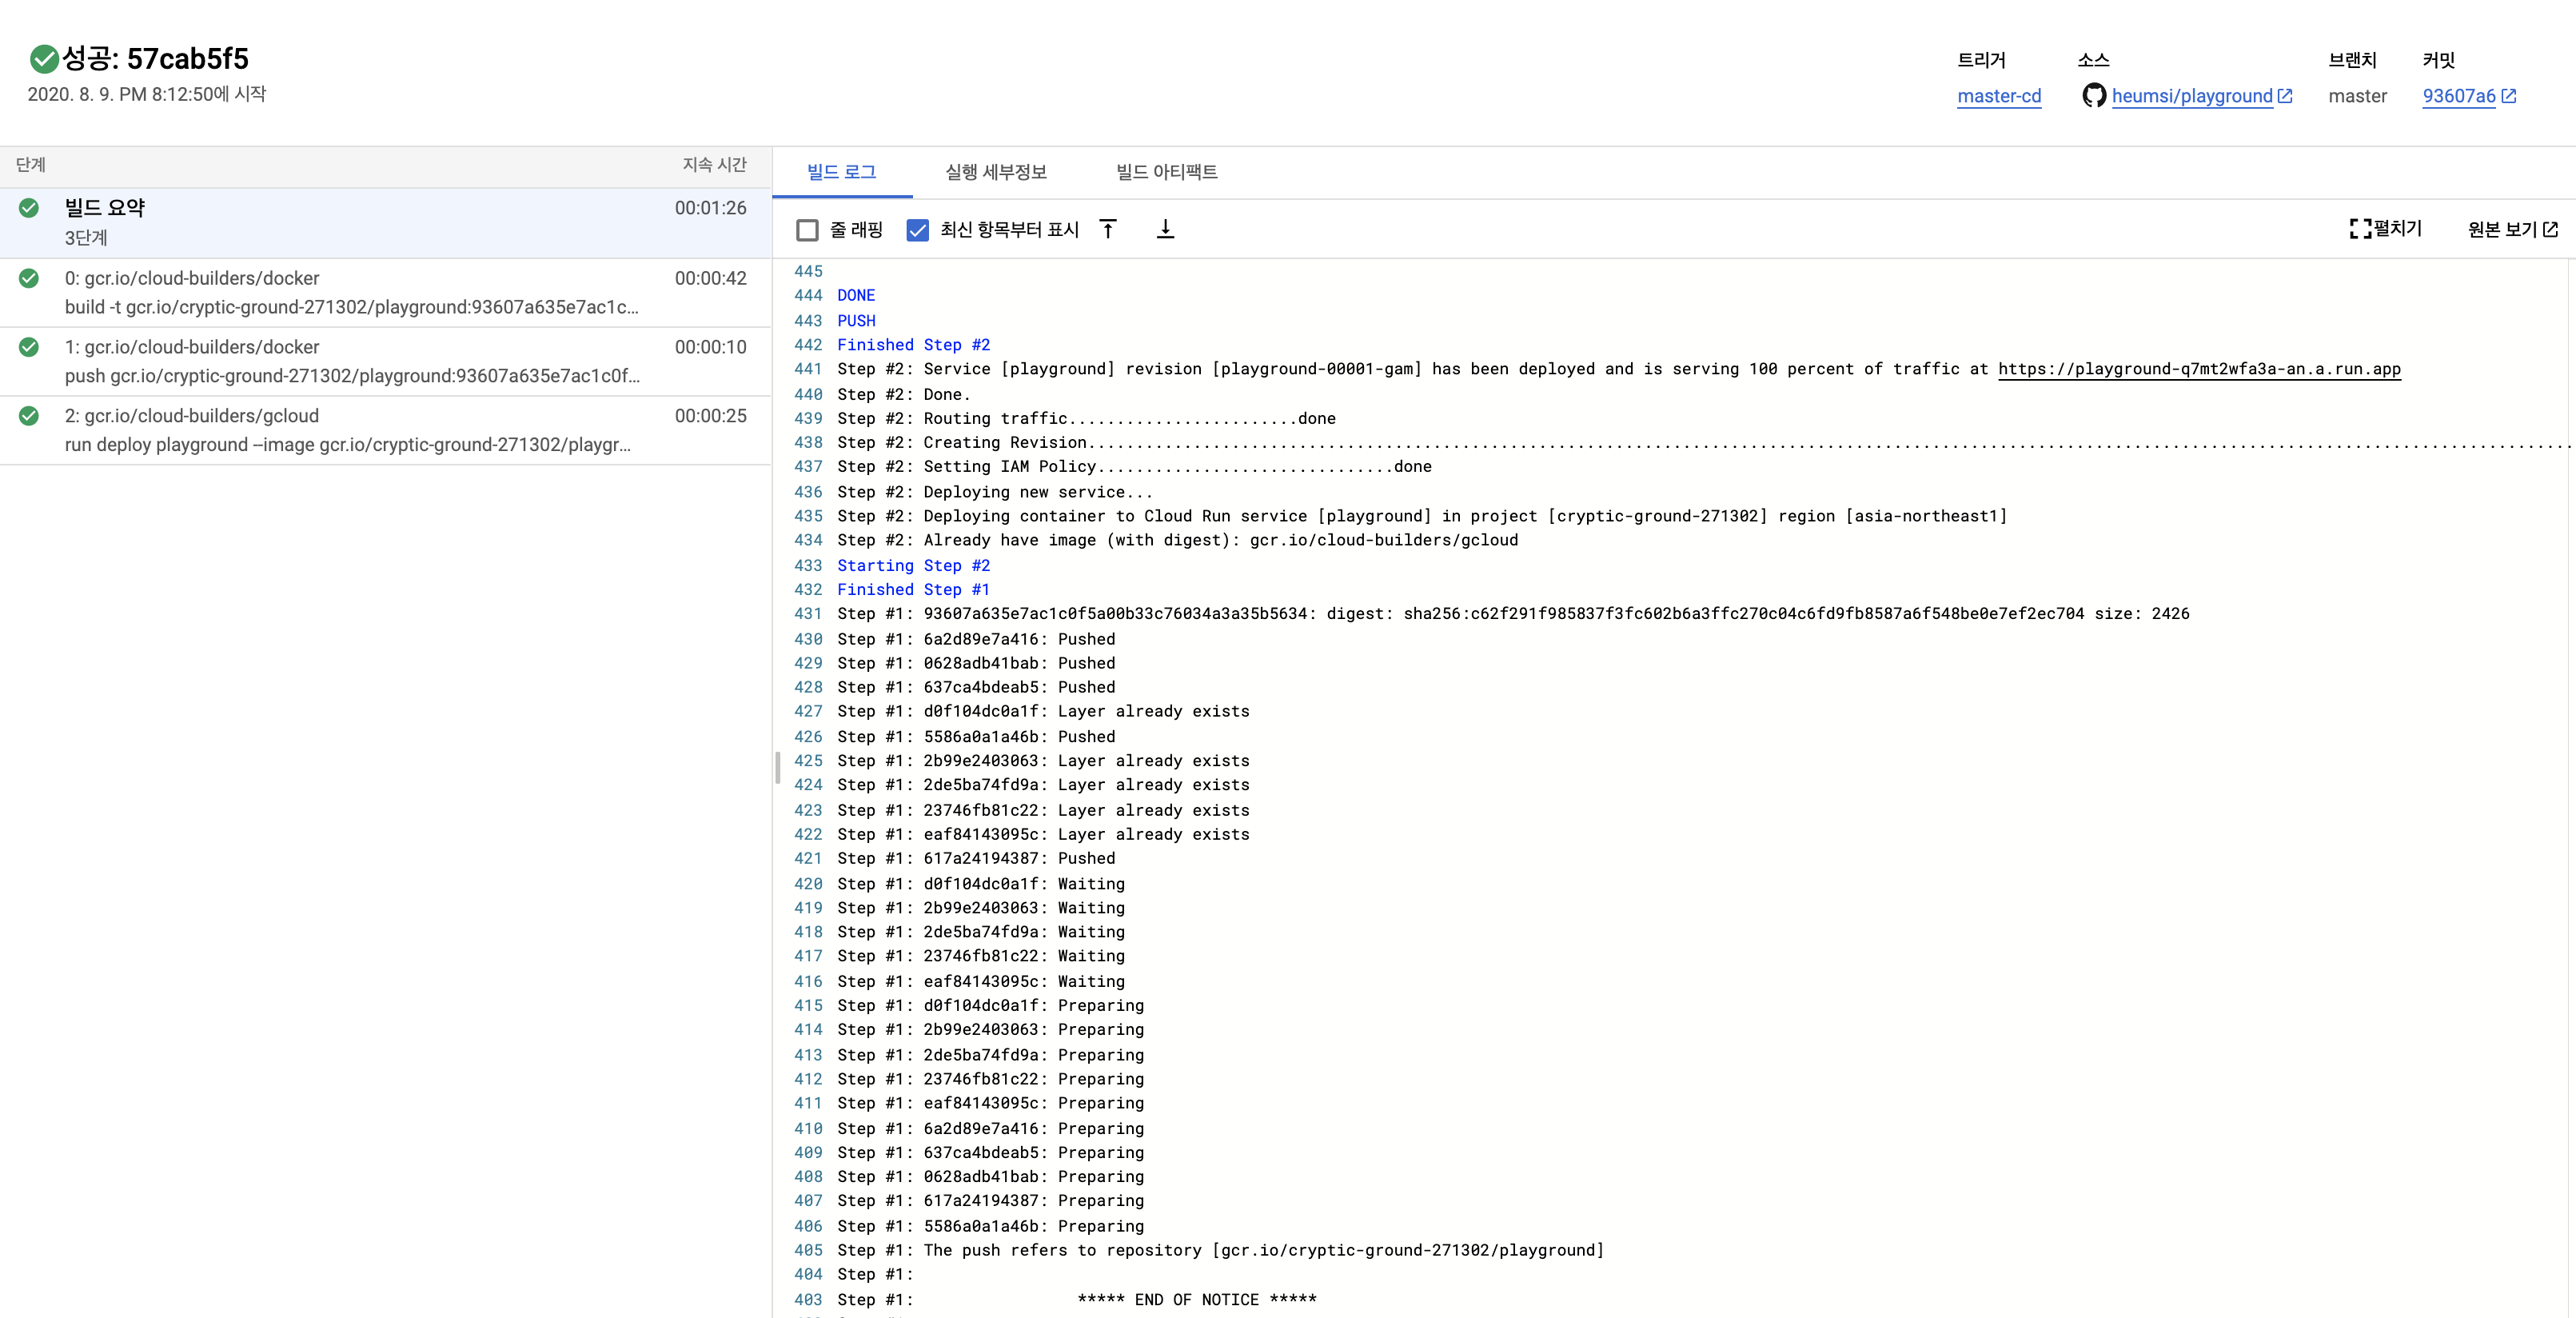 성공: 57cab5f5
2020. 8. 9. PM 8:12:50에 시작
트리거 소스 브랜치 커밋
master-cd heumsi/playground master 93607a6
단계 지속 시간
빌드 요약 00:01:26
3단계
0: gcr.io/cloud-builders/docker 00:00:42
build -t gcr.io/cryptic-ground-271302/playground:93607a635e7ac1c...
1: gcr.io/cloud-builders/docker 00:00:10
push gcr.io/cryptic-ground-271302/playground:93607a635e7ac1c0f...
2: gcr.io/cloud-builders/gcloud 00:00:25
run deploy playground --image gcr.io/cryptic-ground-271302/playgr...
빌드 로그 실행 세부정보 빌드 아티팩트
줄 래핑 최신 항목부터 표시 펼치기 원본 보기
445
444 DONE
443 PUSH
442 Finished Step #2
441 Step #2: Service [playground] revision [playground-00001-gam] has been deployed and is serving 100 percent of traffic at https://playground-q7mt2wfa3a-an.a.run.app
440 Step #2: Done.
439 Step #2: Routing traffic........................done
438 Step #2: Creating Revision...........................................................................................................................................................
437 Step #2: Setting IAM Policy...............................done
436 Step #2: Deploying new service...
435 Step #2: Deploying container to Cloud Run service [playground] in project [cryptic-ground-271302] region [asia-northeast1]
434 Step #2: Already have image (with digest): gcr.io/cloud-builders/gcloud
433 Starting Step #2
432 Finished Step #1
431 Step #1: 93607a635e7ac1c0f5a00b33c76034a3a35b5634: digest: sha256:c62f291f985837f3fc602b6a3ffc270c04c6fd9fb8587a6f548be0e7ef2ec704 size: 2426
430 Step #1: 6a2d89e7a416: Pushed
429 Step #1: 0628adb41bab: Pushed
428 Step #1: 637ca4bdeab5: Pushed
427 Step #1: d0f104dc0a1f: Layer already exists
426 Step #1: 5586a0a1a46b: Pushed
425 Step #1: 2b99e2403063: Layer already exists
424 Step #1: 2de5ba74fd9a: Layer already exists
423 Step #1: 23746fb81c22: Layer already exists
422 Step #1: eaf84143095c: Layer already exists
421 Step #1: 617a24194387: Pushed
420 Step #1: d0f104dc0a1f: Waiting
419 Step #1: 2b99e2403063: Waiting
418 Step #1: 2de5ba74fd9a: Waiting
417 Step #1: 23746fb81c22: Waiting
416 Step #1: eaf84143095c: Waiting
415 Step #1: d0f104dc0a1f: Preparing
414 Step #1: 2b99e2403063: Preparing
413 Step #1: 2de5ba74fd9a: Preparing
412 Step #1: 23746fb81c22: Preparing
411 Step #1: eaf84143095c: Preparing
410 Step #1: 6a2d89e7a416: Preparing
409 Step #1: 637ca4bdeab5: Preparing
408 Step #1: 0628adb41bab: Preparing
407 Step #1: 617a24194387: Preparing
406 Step #1: 5586a0a1a46b: Preparing
405 Step #1: The push refers to repository [gcr.io/cryptic-ground-271302/playground]
404 Step #1:
403 Step #1: ***** END OF NOTICE *****